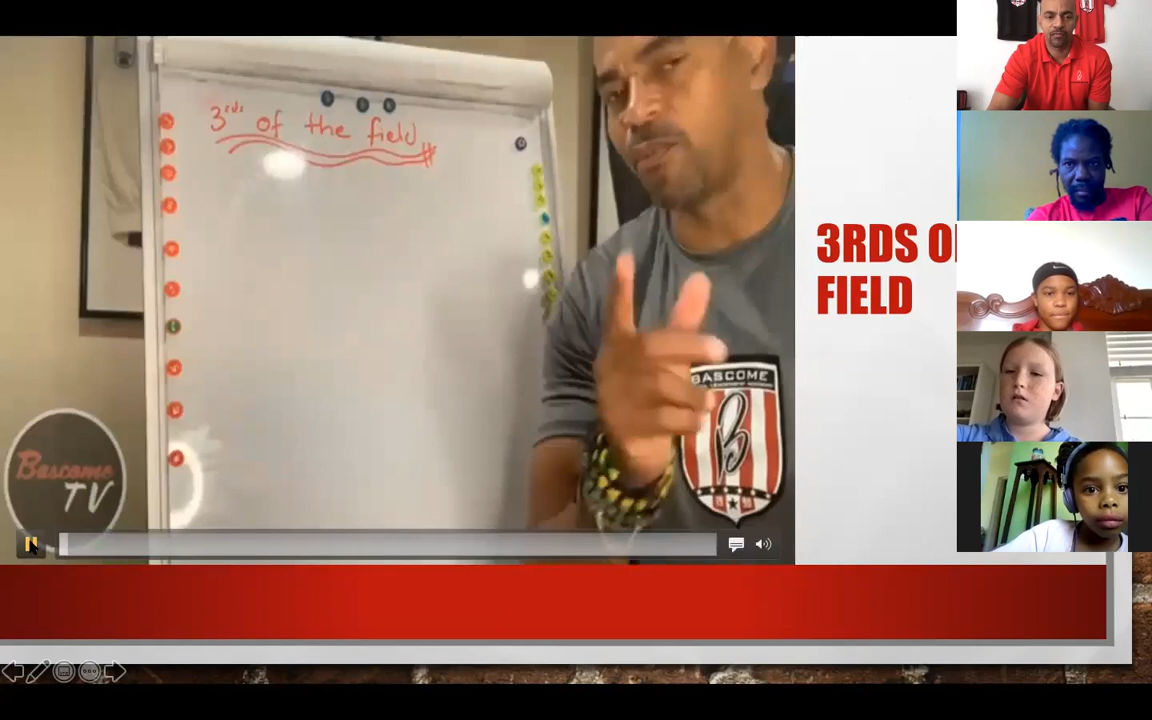 3rds of the field
3RDS O
FIELD
BASCOME
B
Bascome
TV